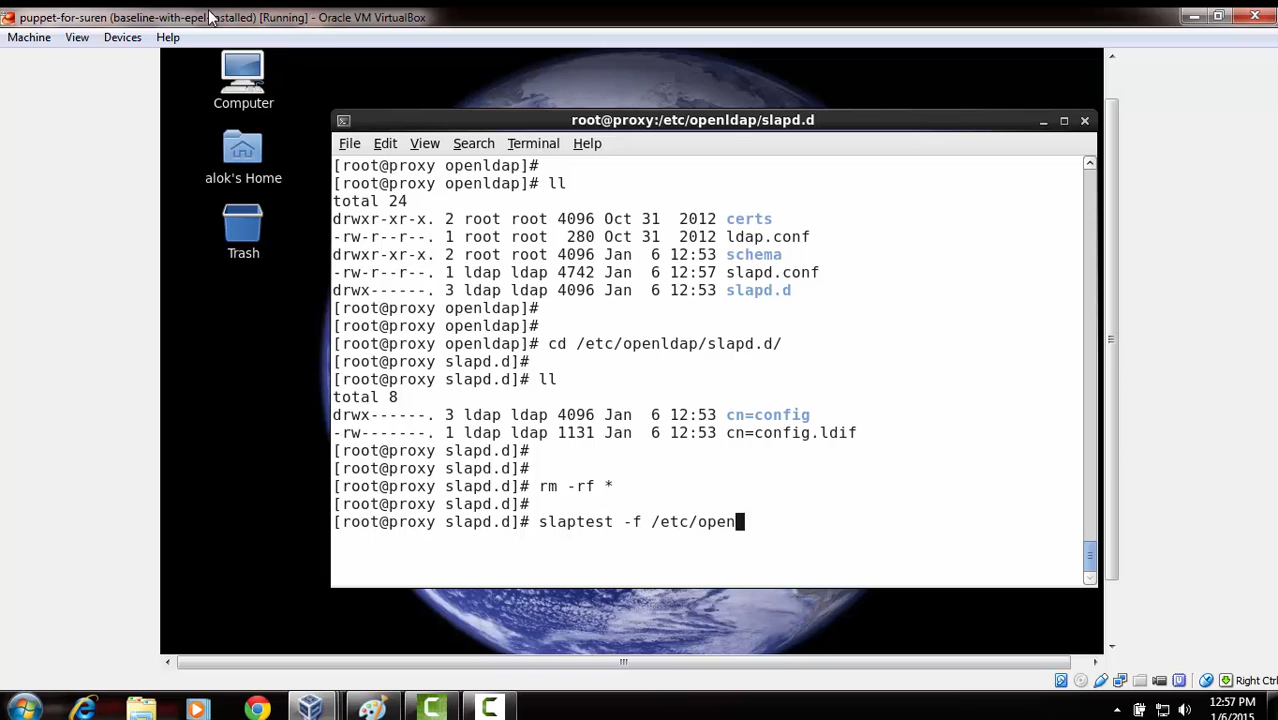 puppet-for-suren (baseline-with-epel-installed) [Running] - Oracle VM VirtualBox
Machine View Devices Help
Computer
alok's Home
Trash
root@proxy:/etc/openldap/slapd.d
File Edit View Search Terminal Help
[root@proxy openldap]#
[root@proxy openldap]# ll
total 24
drwxr-xr-x. 2 root root 4096 Oct 31  2012 certs
-rw-r--r--. 1 root root  280 Oct 31  2012 ldap.conf
drwxr-xr-x. 2 root root 4096 Jan  6 12:53 schema
-rw-r--r--. 1 ldap ldap 4742 Jan  6 12:57 slapd.conf
drwx------. 3 ldap ldap 4096 Jan  6 12:53 slapd.d
[root@proxy openldap]#
[root@proxy openldap]#
[root@proxy openldap]# cd /etc/openldap/slapd.d/
[root@proxy slapd.d]#
[root@proxy slapd.d]# ll
total 8
drwx------. 3 ldap ldap 4096 Jan  6 12:53 cn=config
-rw-------. 1 ldap ldap 1131 Jan  6 12:53 cn=config.ldif
[root@proxy slapd.d]#
[root@proxy slapd.d]#
[root@proxy slapd.d]# rm -rf *
[root@proxy slapd.d]#
[root@proxy slapd.d]# slaptest -f /etc/open
Right Ctrl
12:57 PM
1/6/2015